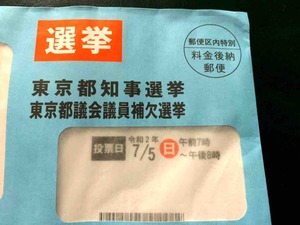 選挙
郵便区内特別
料金後納
郵便
東京都知事選挙
東京都議会議員補欠選挙
投票日
令和2年
7/5
日
午前7時
～午後8時